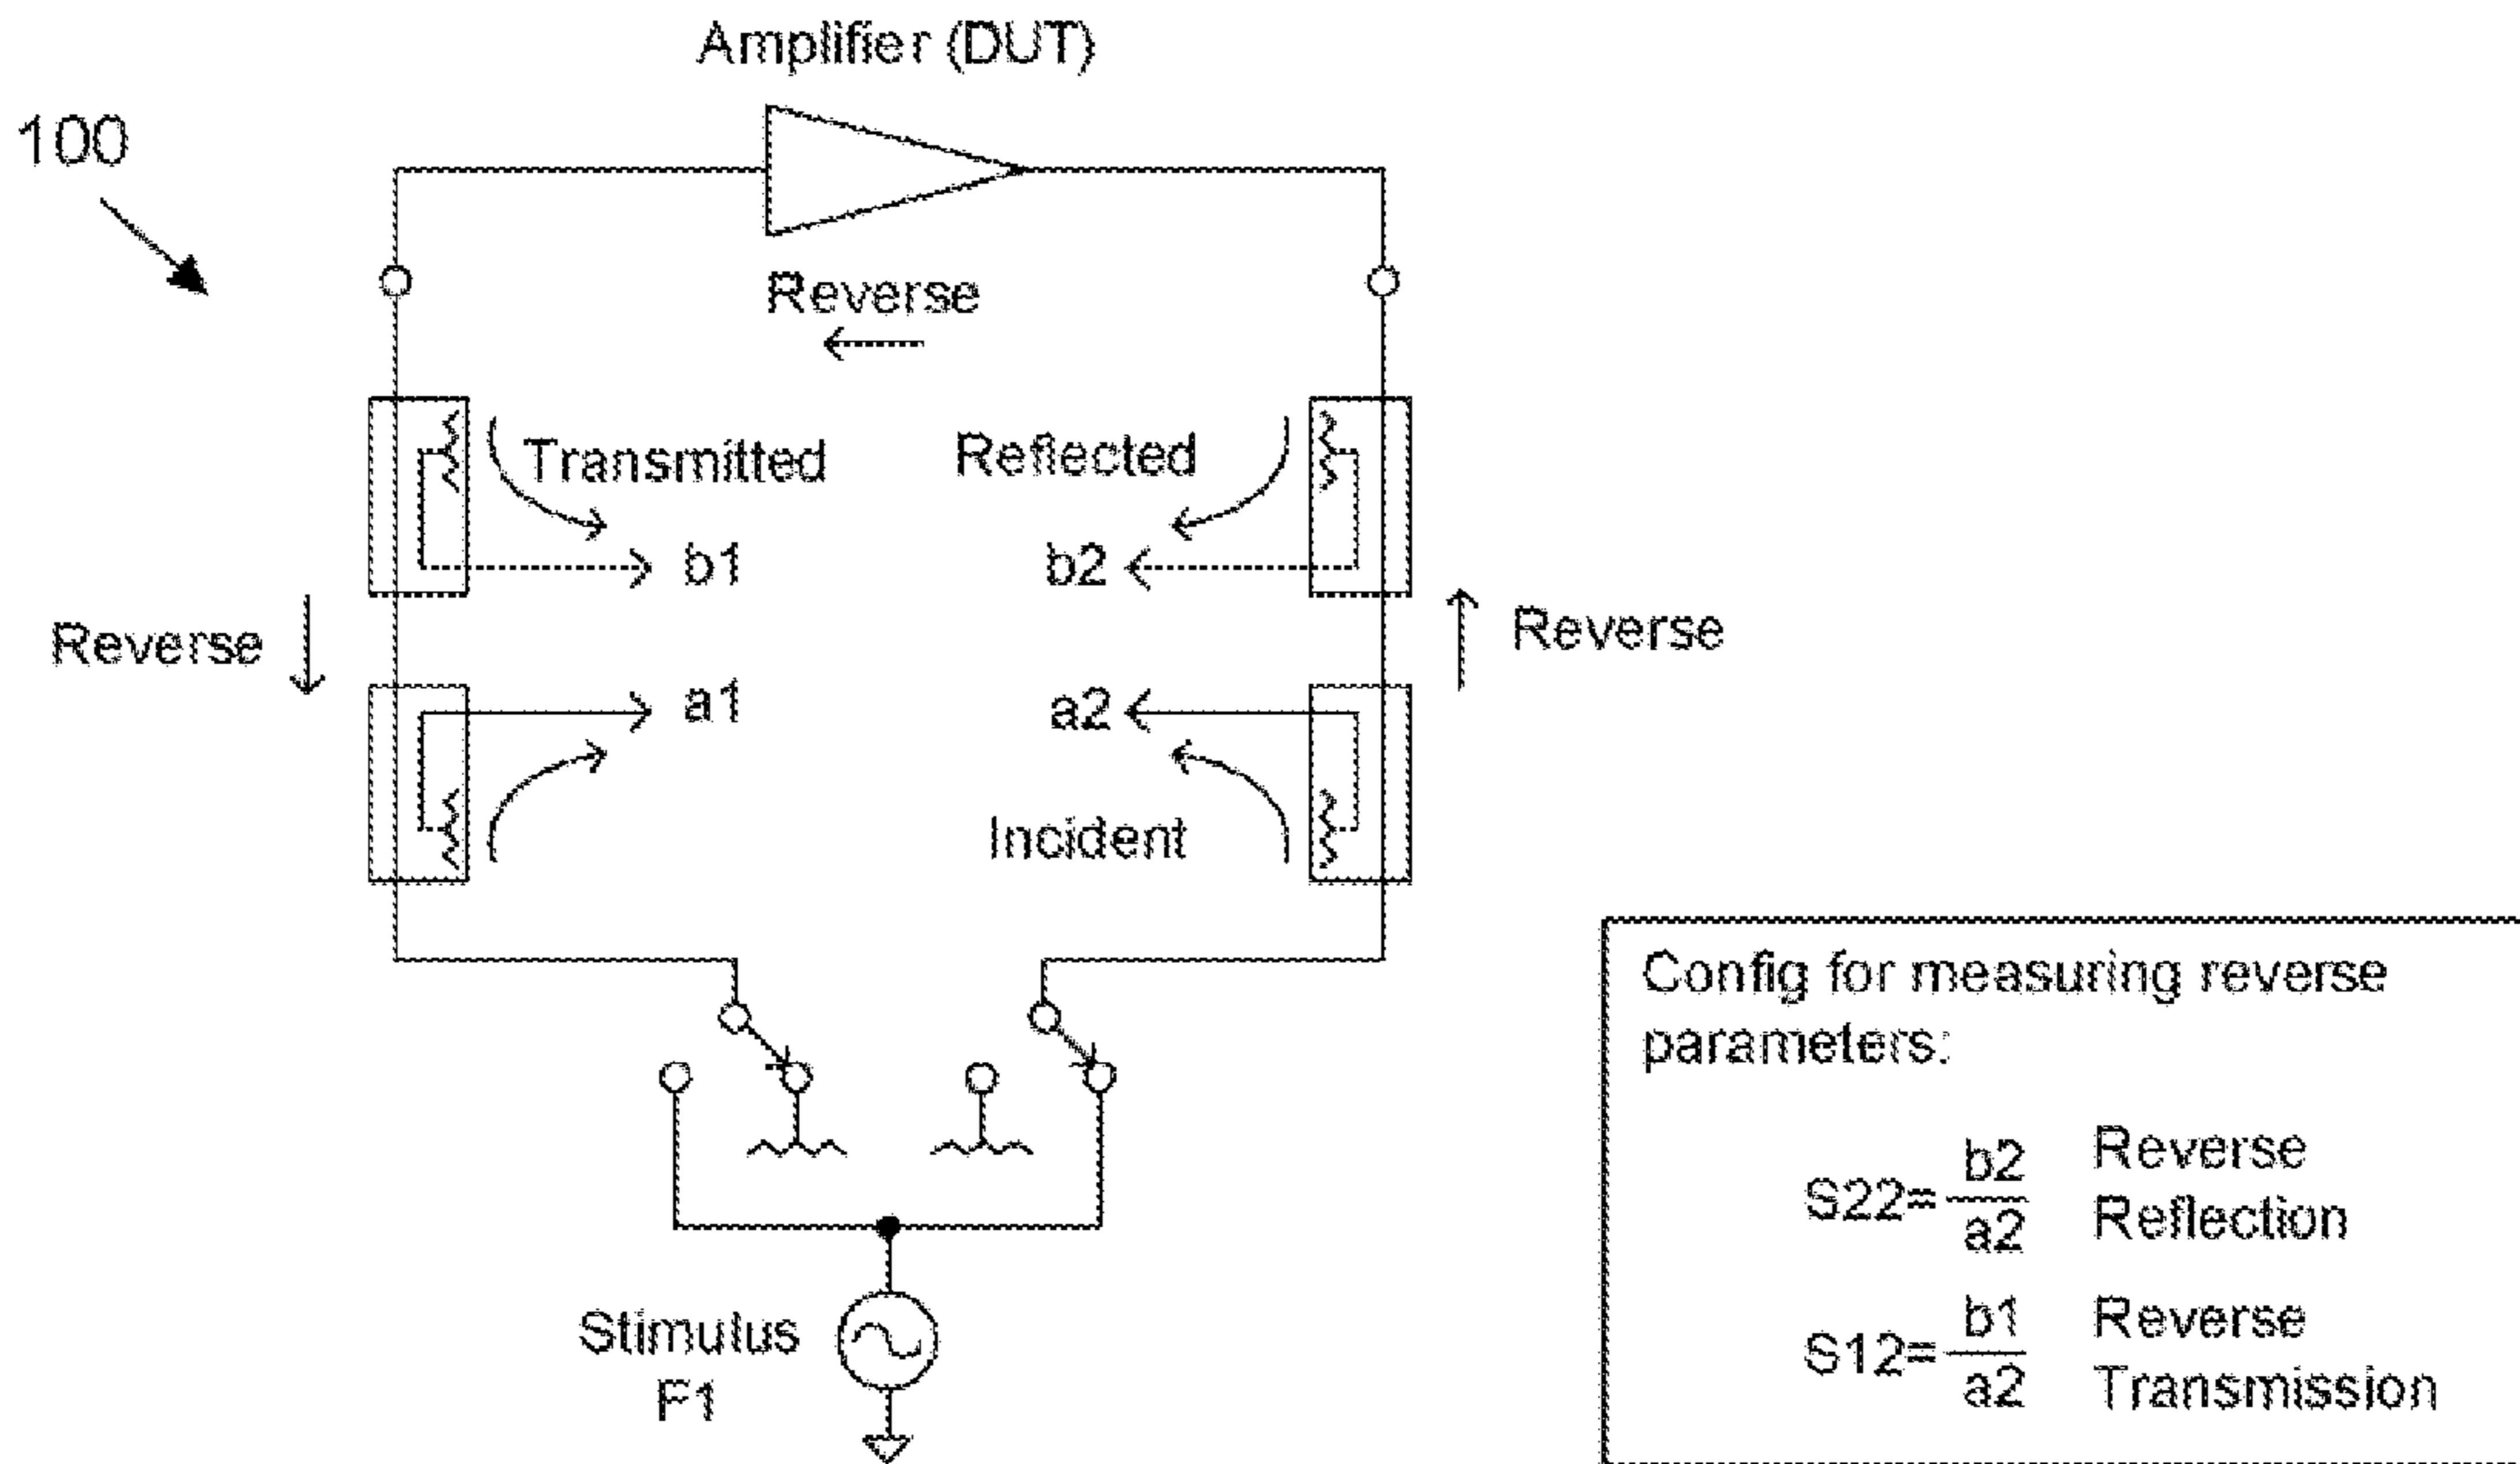 Amplifier (DUT)
100
Reverse
Transmitted
Reflected
b1
b2
Reverse
Reverse
a1
a2
Incident
Config for measuring reverse
parameters:
S22= b2/a2 Reverse Reflection
S12= b1/a2 Reverse Transmission
Stimulus
F1